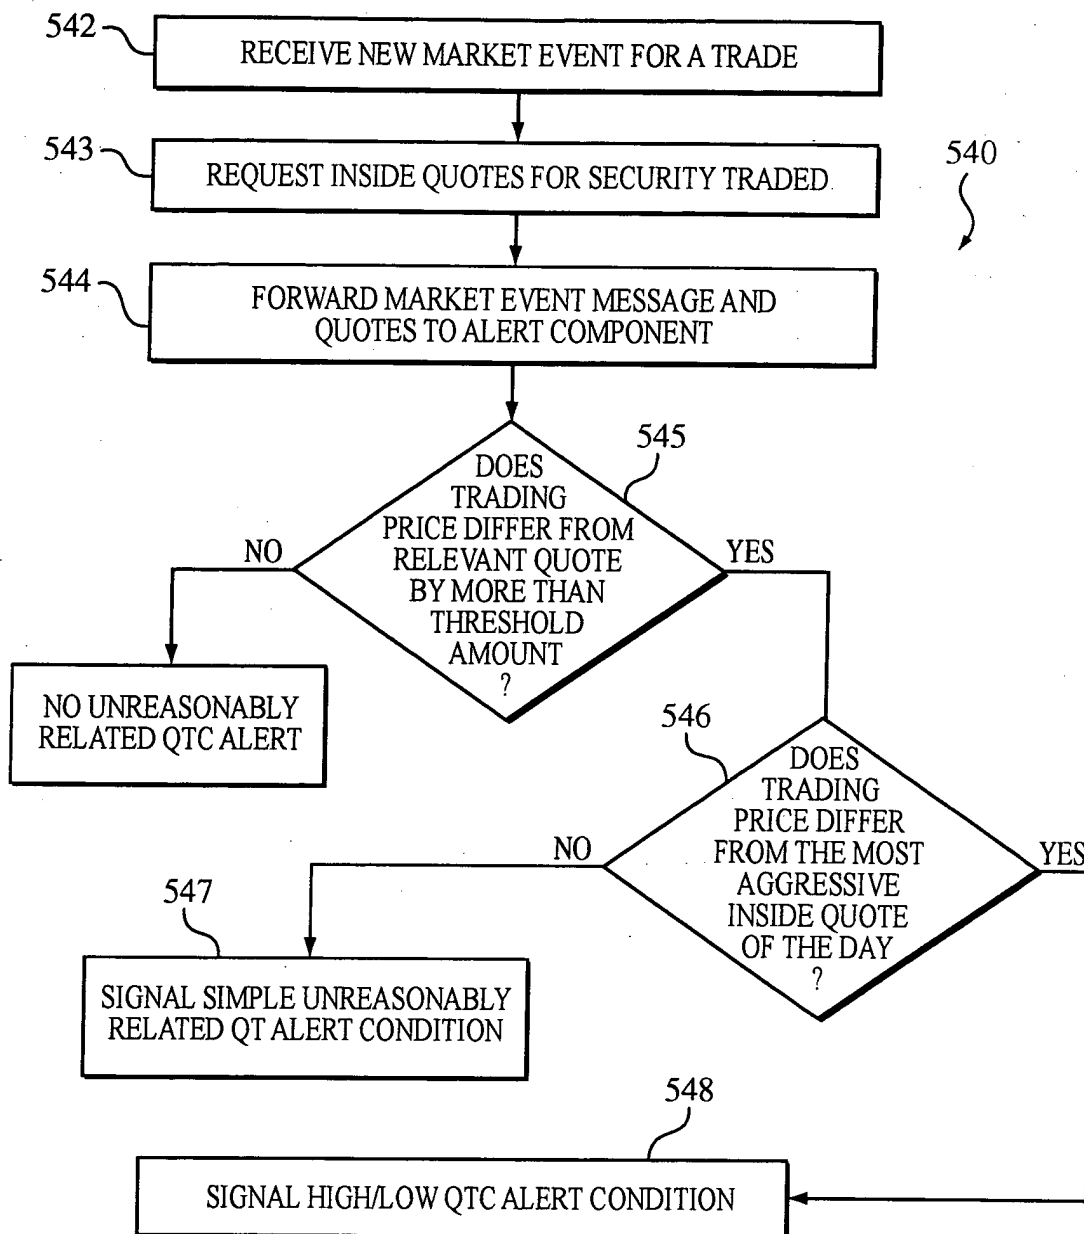 542
RECEIVE NEW MARKET EVENT FOR A TRADE
543
REQUEST INSIDE QUOTES FOR SECURITY TRADED
540
544
FORWARD MARKET EVENT MESSAGE AND
QUOTES TO ALERT COMPONENT
545
DOES
TRADING
PRICE DIFFER FROM
RELEVANT QUOTE
BY MORE THAN
THRESHOLD
AMOUNT
?
NO
YES
NO UNREASONABLY
RELATED QTC ALERT
546
DOES
TRADING
PRICE DIFFER
FROM THE MOST
AGGRESSIVE
INSIDE QUOTE
OF THE DAY
?
NO
YES
547
SIGNAL SIMPLE UNREASONABLY
RELATED QT ALERT CONDITION
548
SIGNAL HIGH/LOW QTC ALERT CONDITION